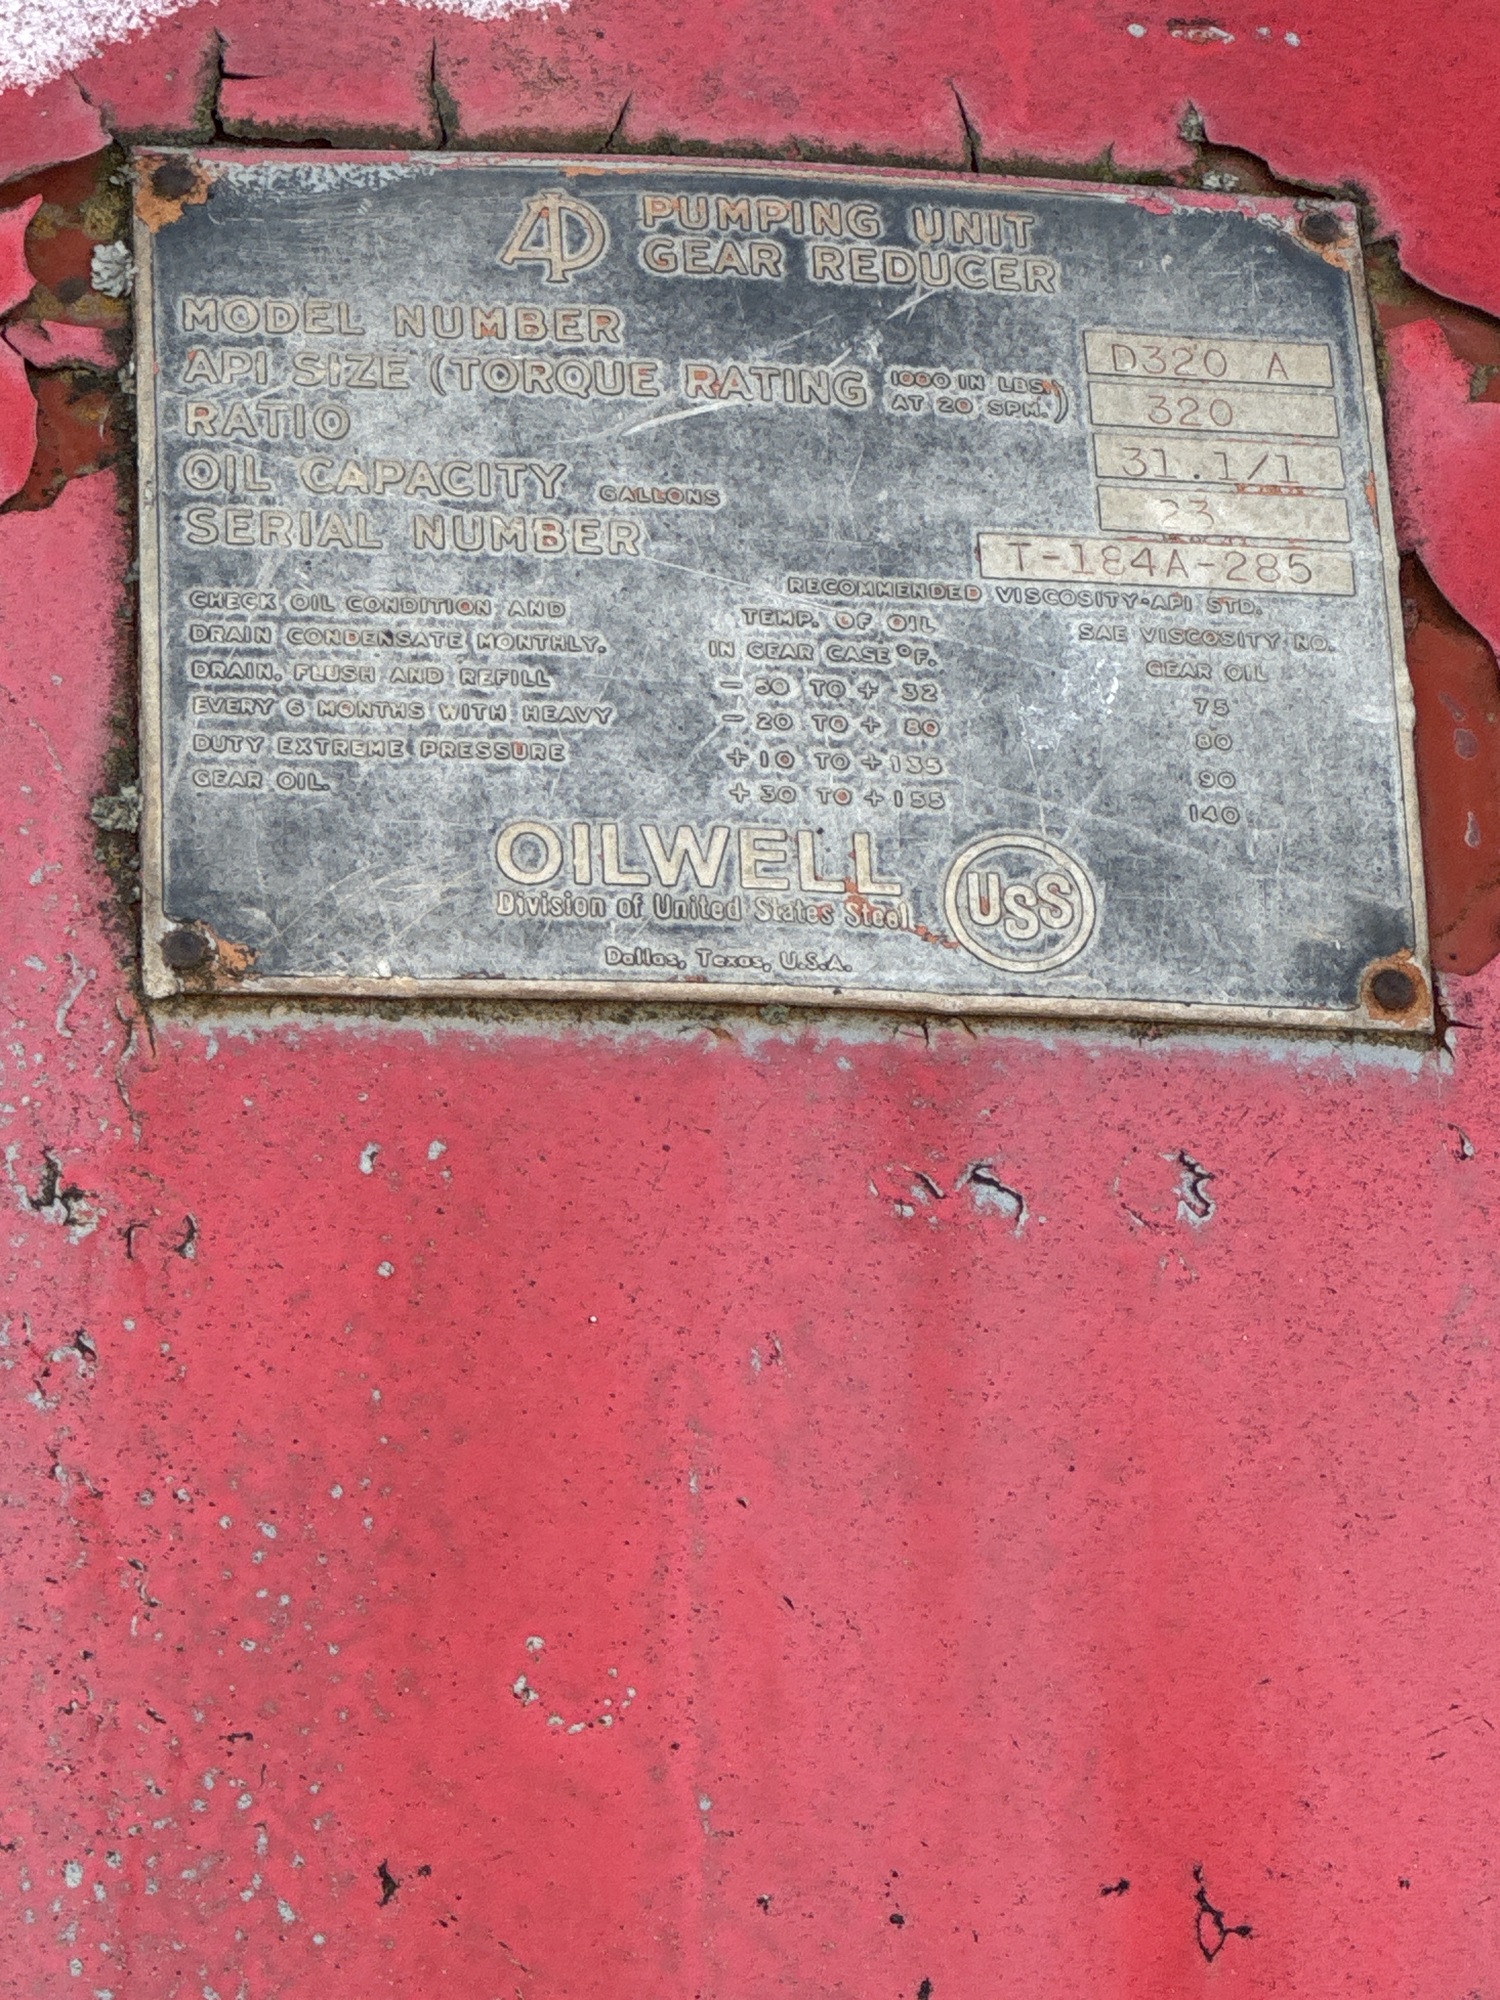 API PUMPING UNIT
GEAR REDUCER
MODEL NUMBER D320 A
API SIZE (TORQUE RATING 1000 IN LBS. AT 20 SPM.) 320
RATIO 31.1/1
OIL CAPACITY GALLONS 23
SERIAL NUMBER T-184A-285
CHECK OIL CONDITION AND
DRAIN CONDENSATE MONTHLY.
DRAIN, FLUSH AND REFILL
EVERY 6 MONTHS WITH HEAVY
DUTY EXTREME PRESSURE
GEAR OIL.
RECOMMENDED VISCOSITY-API STD.
TEMP. OF OIL SAE VISCOSITY NO.
IN GEAR CASE °F. GEAR OIL
- 50 TO + 32 75
- 20 TO + 80 80
+ 10 TO + 135 90
+ 30 TO + 155 140
OILWELL
Division of United States Steel
USS
Dallas, Texas, U.S.A.